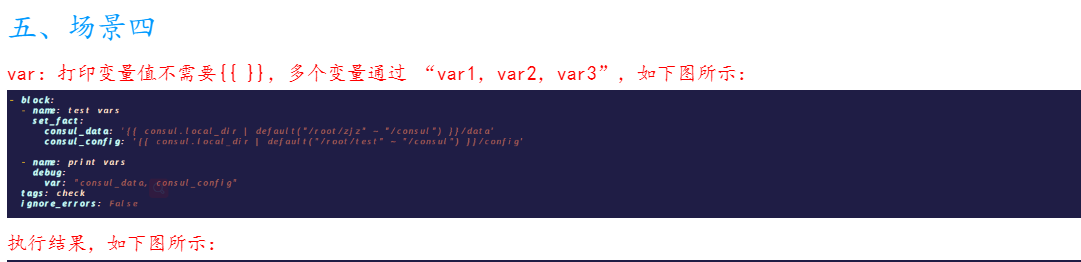 五、场景四
var：打印变量值不需要{{ }}，多个变量通过 “var1，var2，var3”，如下图所示：
- block:
  - name: test vars
    set_fact:
      consul_data: '{{ consul.local_dir | default("/root/zjz" ~ "/consul") }}/data'
      consul_config: '{{ consul.local_dir | default("/root/test" ~ "/consul") }}/config'
  - name: print vars
    debug:
      var: "consul_data, consul_config"
  tags: check
  ignore_errors: False
执行结果，如下图所示：